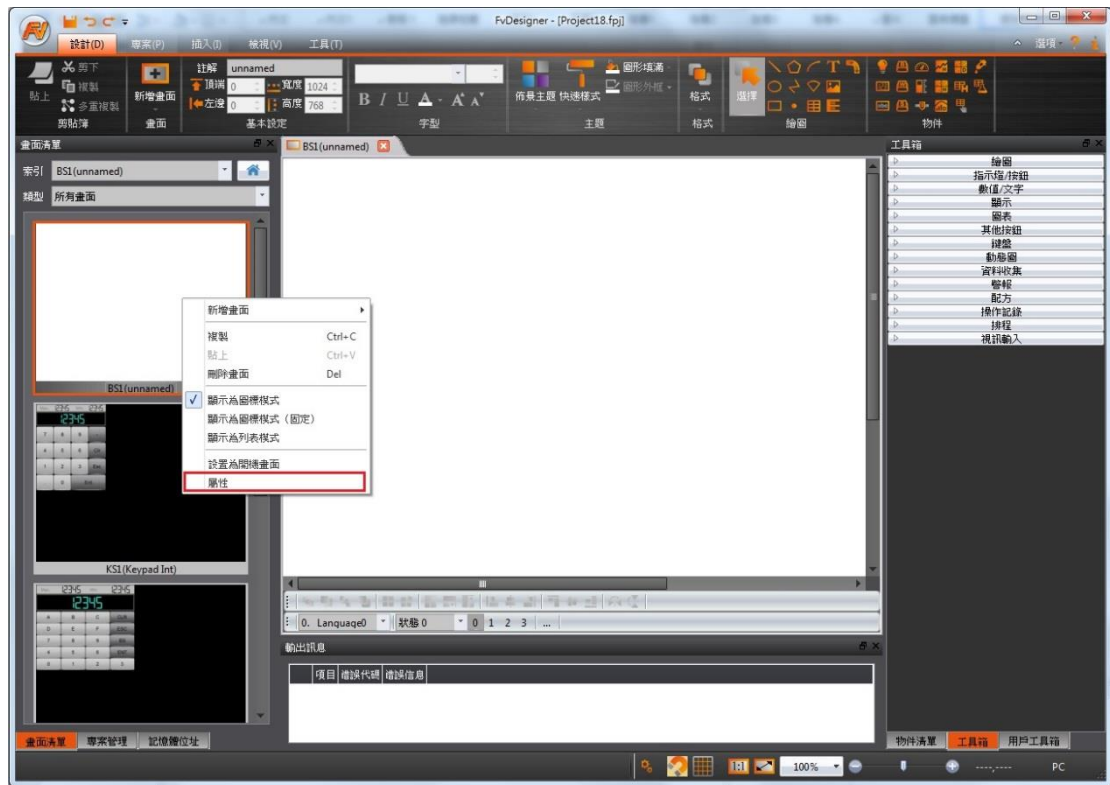 FvDesigner - [Project18.fpj]
設計(D) 專案(P) 插入(I) 檢視(V) 工具(T) 選項
貼上 剪下 複製 多重複製 剪貼簿
新增畫面 畫面
註解 unnamed
頂端 0 寬度 1024
左邊 0 高度 768
基本設定
B I U A A A
字型
佈景主題 快速樣式 圖形填滿 圖形外框
主題
格式
格式
選擇
繪圖
物件
畫面清單
索引 BS1(unnamed)
類型 所有畫面
BS1(unnamed)
12345
KS1(Keypad Int)
12345
BS1(unnamed)
新增畫面
複製 Ctrl+C
貼上 Ctrl+V
刪除畫面 Del
顯示為圖標模式
顯示為圖標模式（固定）
顯示為列表模式
設置為開機畫面
屬性
0. Language0 狀態 0 0 1 2 3 ...
輸出訊息
項目 錯誤代碼 錯誤信息
工具箱
繪圖
指示燈/按鈕
數值/文字
顯示
圖表
其他按鈕
鍵盤
動態圖
資料收集
警報
配方
操作記錄
排程
視訊輸入
畫面清單 專案管理 記憶體位址
物件清單 工具箱 用戶工具箱
1:1 100% ----,---- PC